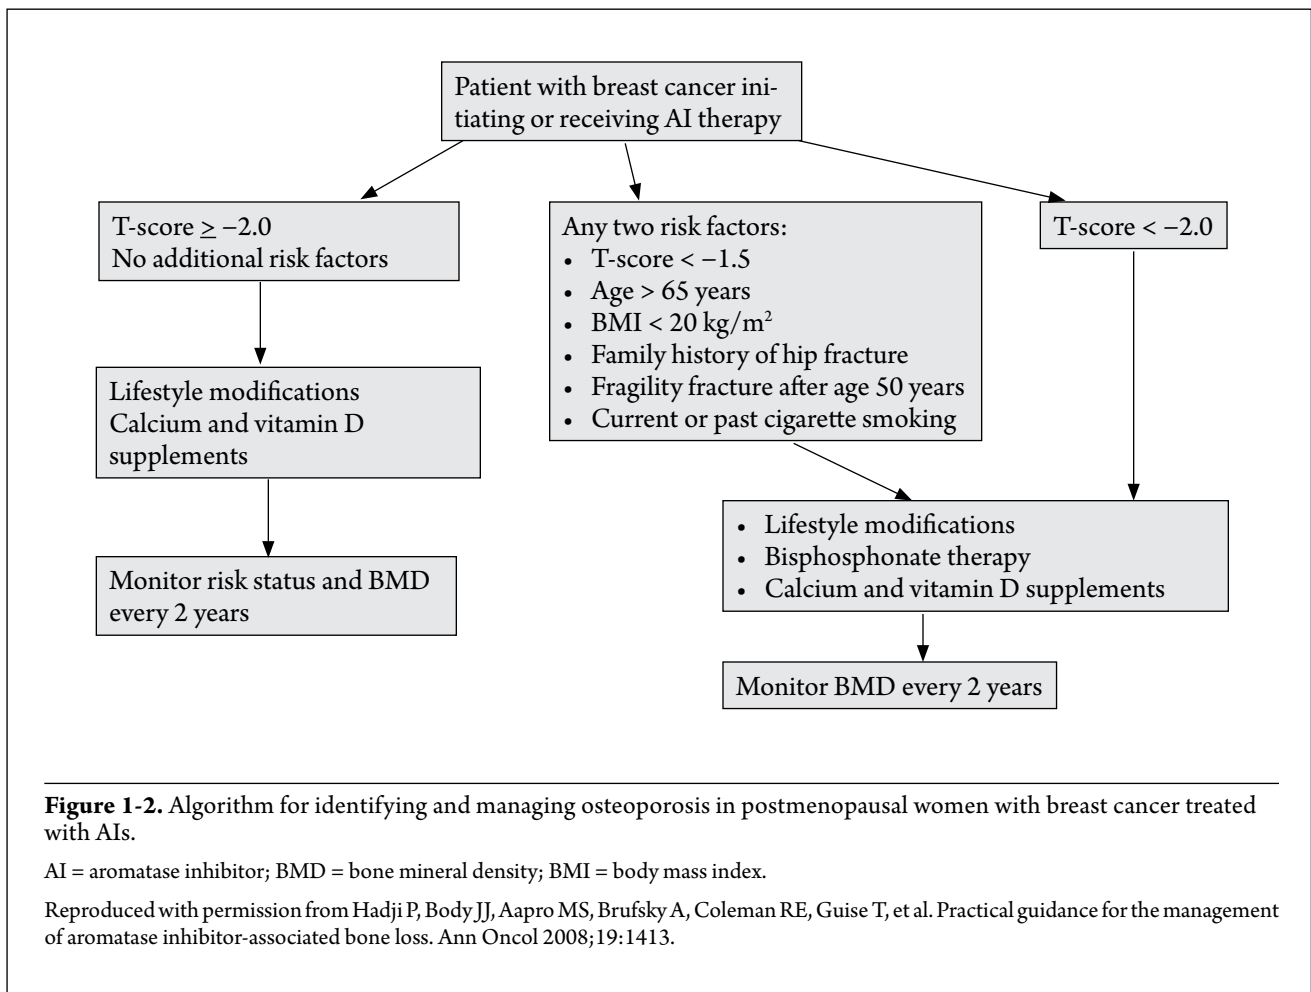 Patient with breast cancer ini-
tiating or receiving AI therapy
T-score ≥ −2.0
No additional risk factors
Any two risk factors:
• T-score < −1.5
• Age > 65 years
• BMI < 20 kg/m²
• Family history of hip fracture
• Fragility fracture after age 50 years
• Current or past cigarette smoking
T-score < −2.0
Lifestyle modifications
Calcium and vitamin D
supplements
• Lifestyle modifications
• Bisphosphonate therapy
• Calcium and vitamin D supplements
Monitor risk status and BMD
every 2 years
Monitor BMD every 2 years
Figure 1-2. Algorithm for identifying and managing osteoporosis in postmenopausal women with breast cancer treated
with AIs.
AI = aromatase inhibitor; BMD = bone mineral density; BMI = body mass index.
Reproduced with permission from Hadji P, Body JJ, Aapro MS, Brufsky A, Coleman RE, Guise T, et al. Practical guidance for the management
of aromatase inhibitor-associated bone loss. Ann Oncol 2008;19:1413.